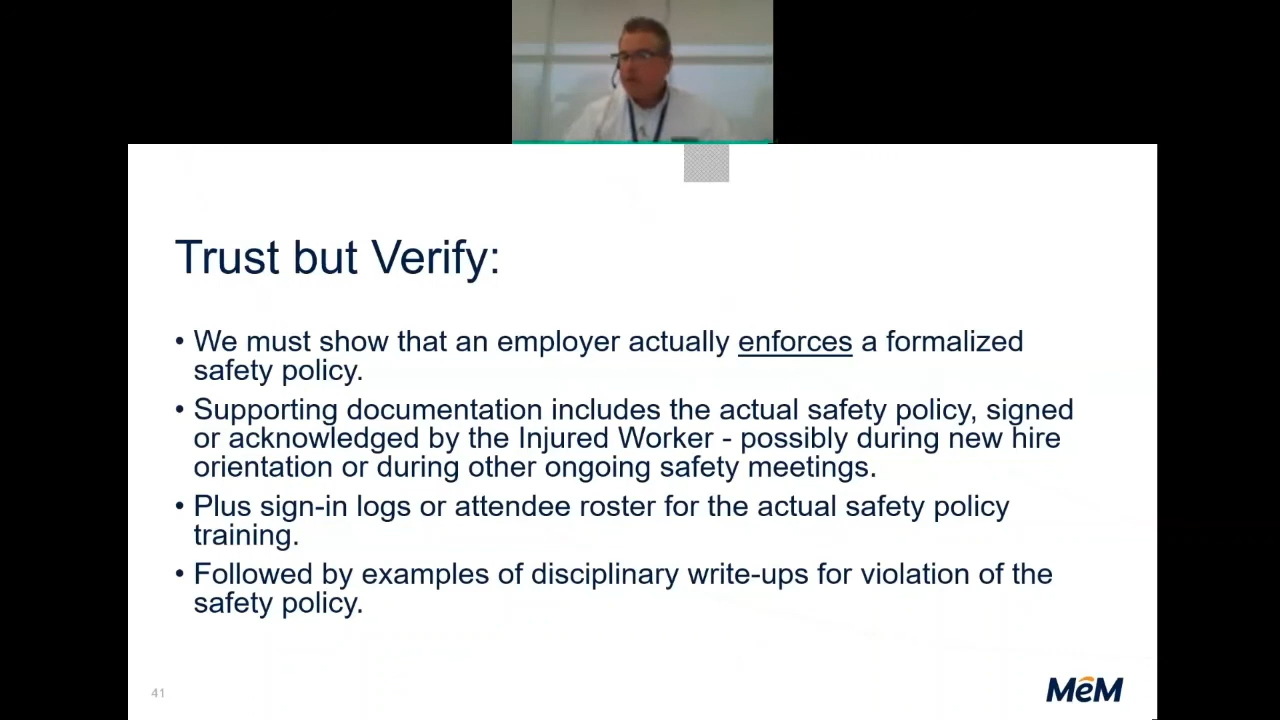 Trust but Verify:
• We must show that an employer actually enforces a formalized
safety policy.
• Supporting documentation includes the actual safety policy, signed
or acknowledged by the Injured Worker - possibly during new hire
orientation or during other ongoing safety meetings.
• Plus sign-in logs or attendee roster for the actual safety policy
training.
• Followed by examples of disciplinary write-ups for violation of the
safety policy.
41
MEM